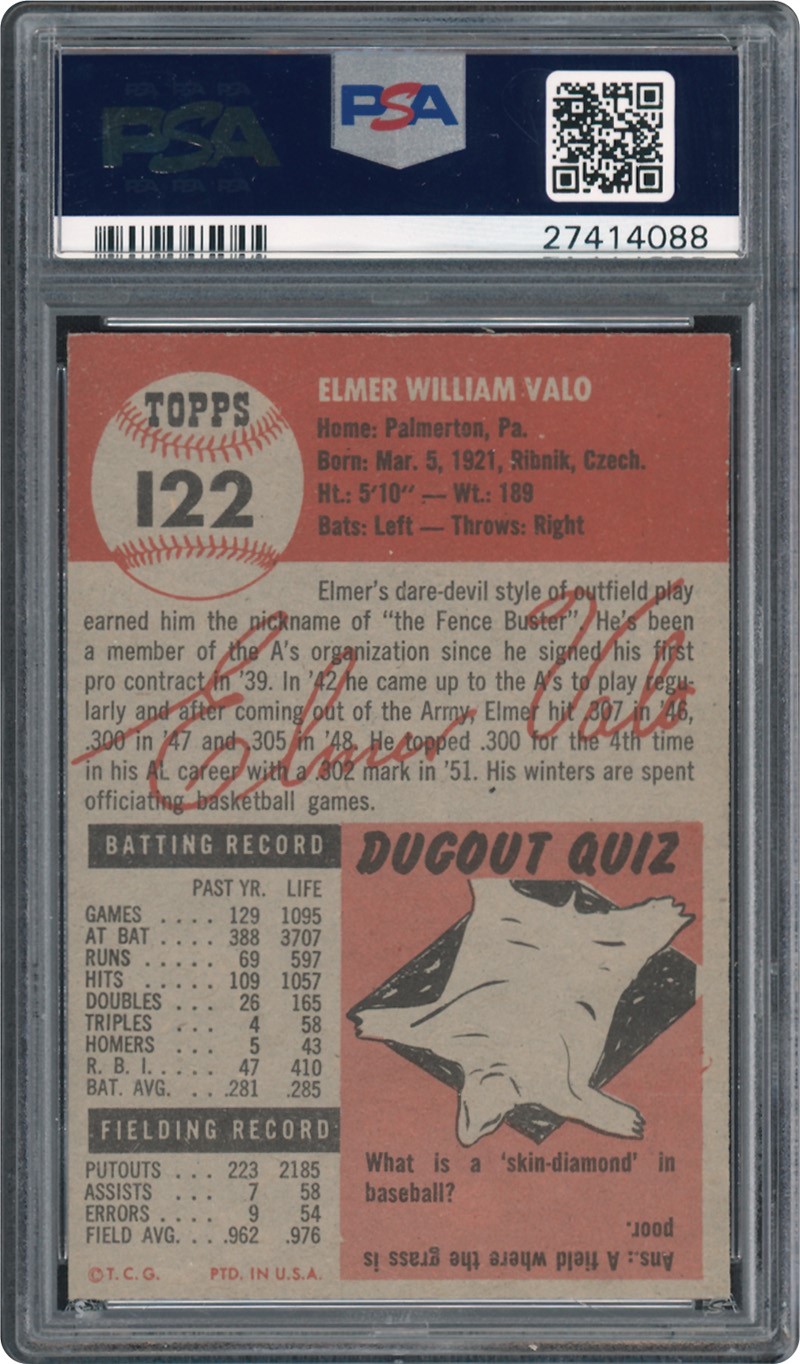 PSA
PSA PSA PSA
PSA
PSA PSA PSA
27414088
TOPPS
122
ELMER WILLIAM VALO
Home: Palmerton, Pa.
Born: Mar. 5, 1921, Ribnik, Czech.
Ht.: 5'10" — Wt.: 189
Bats: Left — Throws: Right
Elmer's dare-devil style of outfield play
earned him the nickname of "the Fence Buster". He's been
a member of the A's organization since he signed his first
pro contract in '39. In '42 he came up to the A's to play regu-
larly and after coming out of the Army, Elmer hit .307 in '46,
.300 in '47 and .305 in '48. He topped .300 for the 4th time
in his AL career with a .302 mark in '51. His winters are spent
officiating basketball games.
Elmer Valo
BATTING RECORD
PAST YR. LIFE
GAMES .... 129 1095
AT BAT .... 388 3707
RUNS ..... 69 597
HITS ..... 109 1057
DOUBLES ... 26 165
TRIPLES ... 4 58
HOMERS ... 5 43
R. B. I. .... 47 410
BAT. AVG. ... .281 .285
FIELDING RECORD
PUTOUTS ... 223 2185
ASSISTS ... 7 58
ERRORS .... 9 54
FIELD AVG. ... .962 .976
©T. C. G. PTD. IN U.S.A.
DUGOUT QUIZ
What is a 'skin-diamond' in
baseball?
Ans.: A field where the grass is
poor.